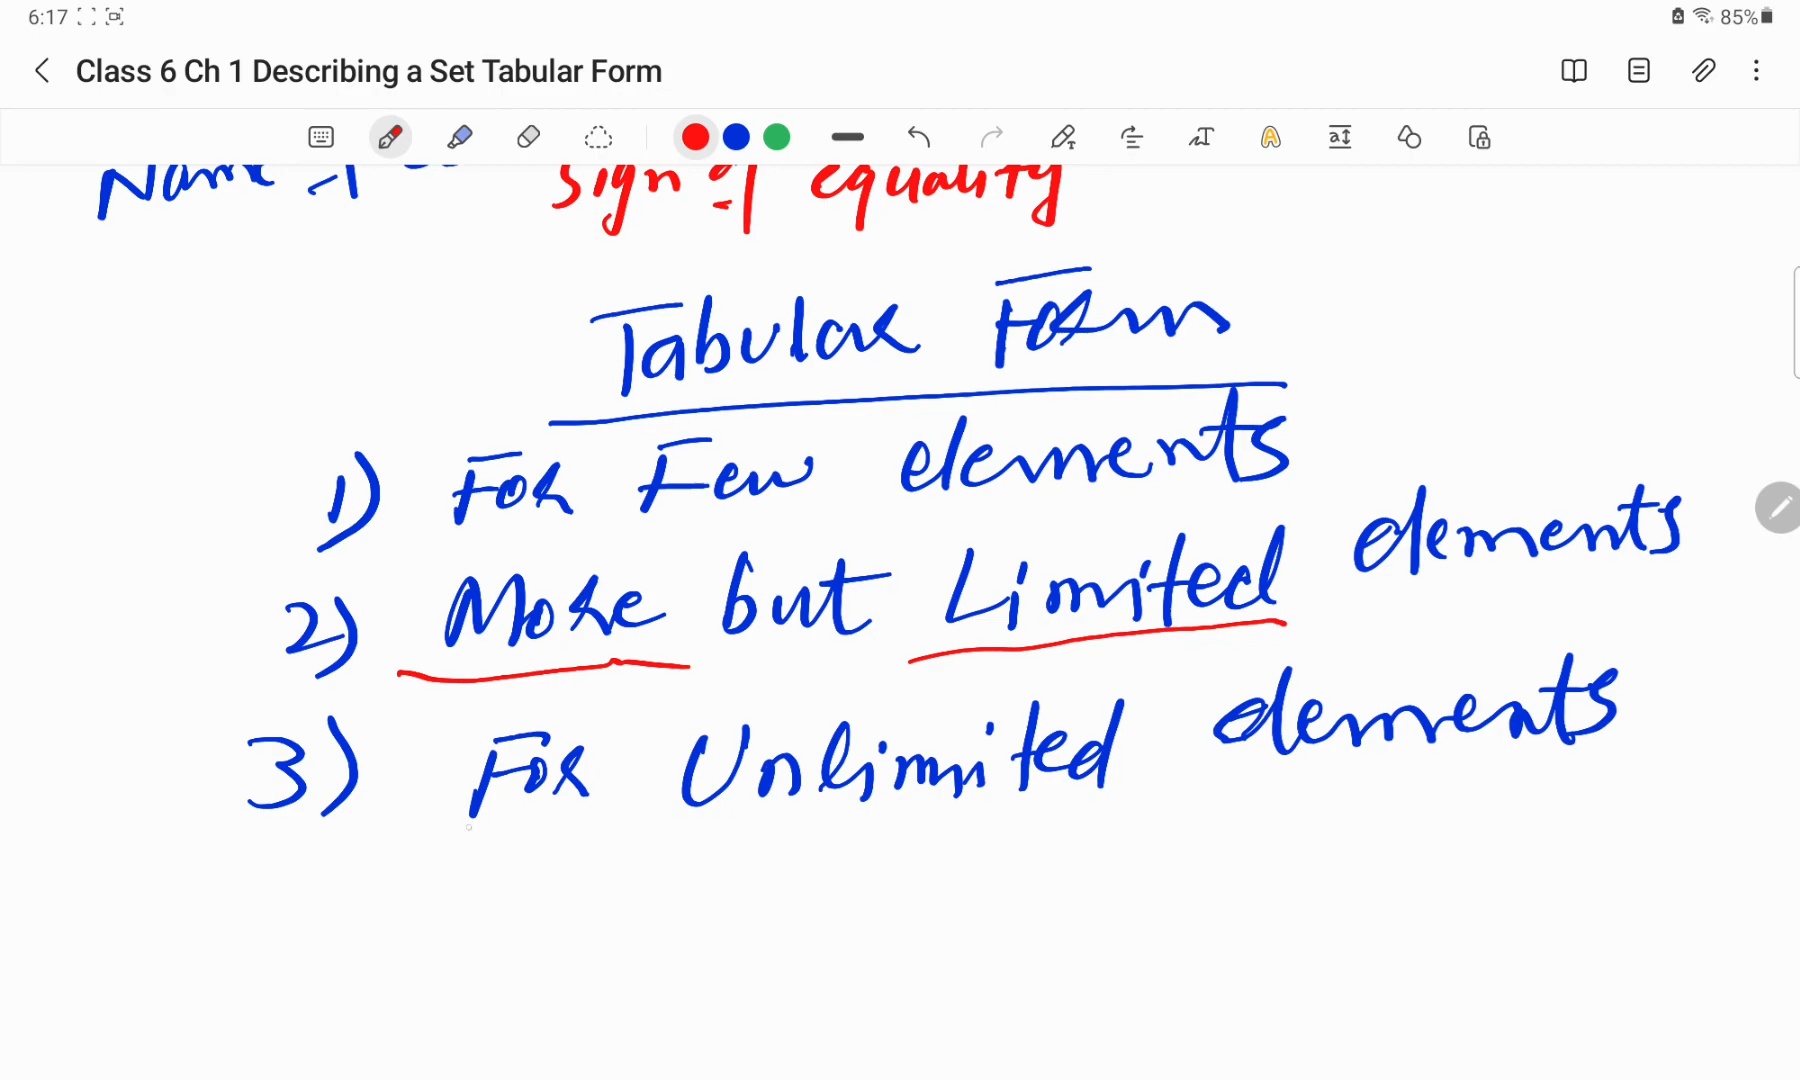 6:17 85%
Class 6 Ch 1 Describing a Set Tabular Form
Name sign of equality
Tabular Form
1) For Few elements
2) More but Limited elements
3) For Unlimited elements